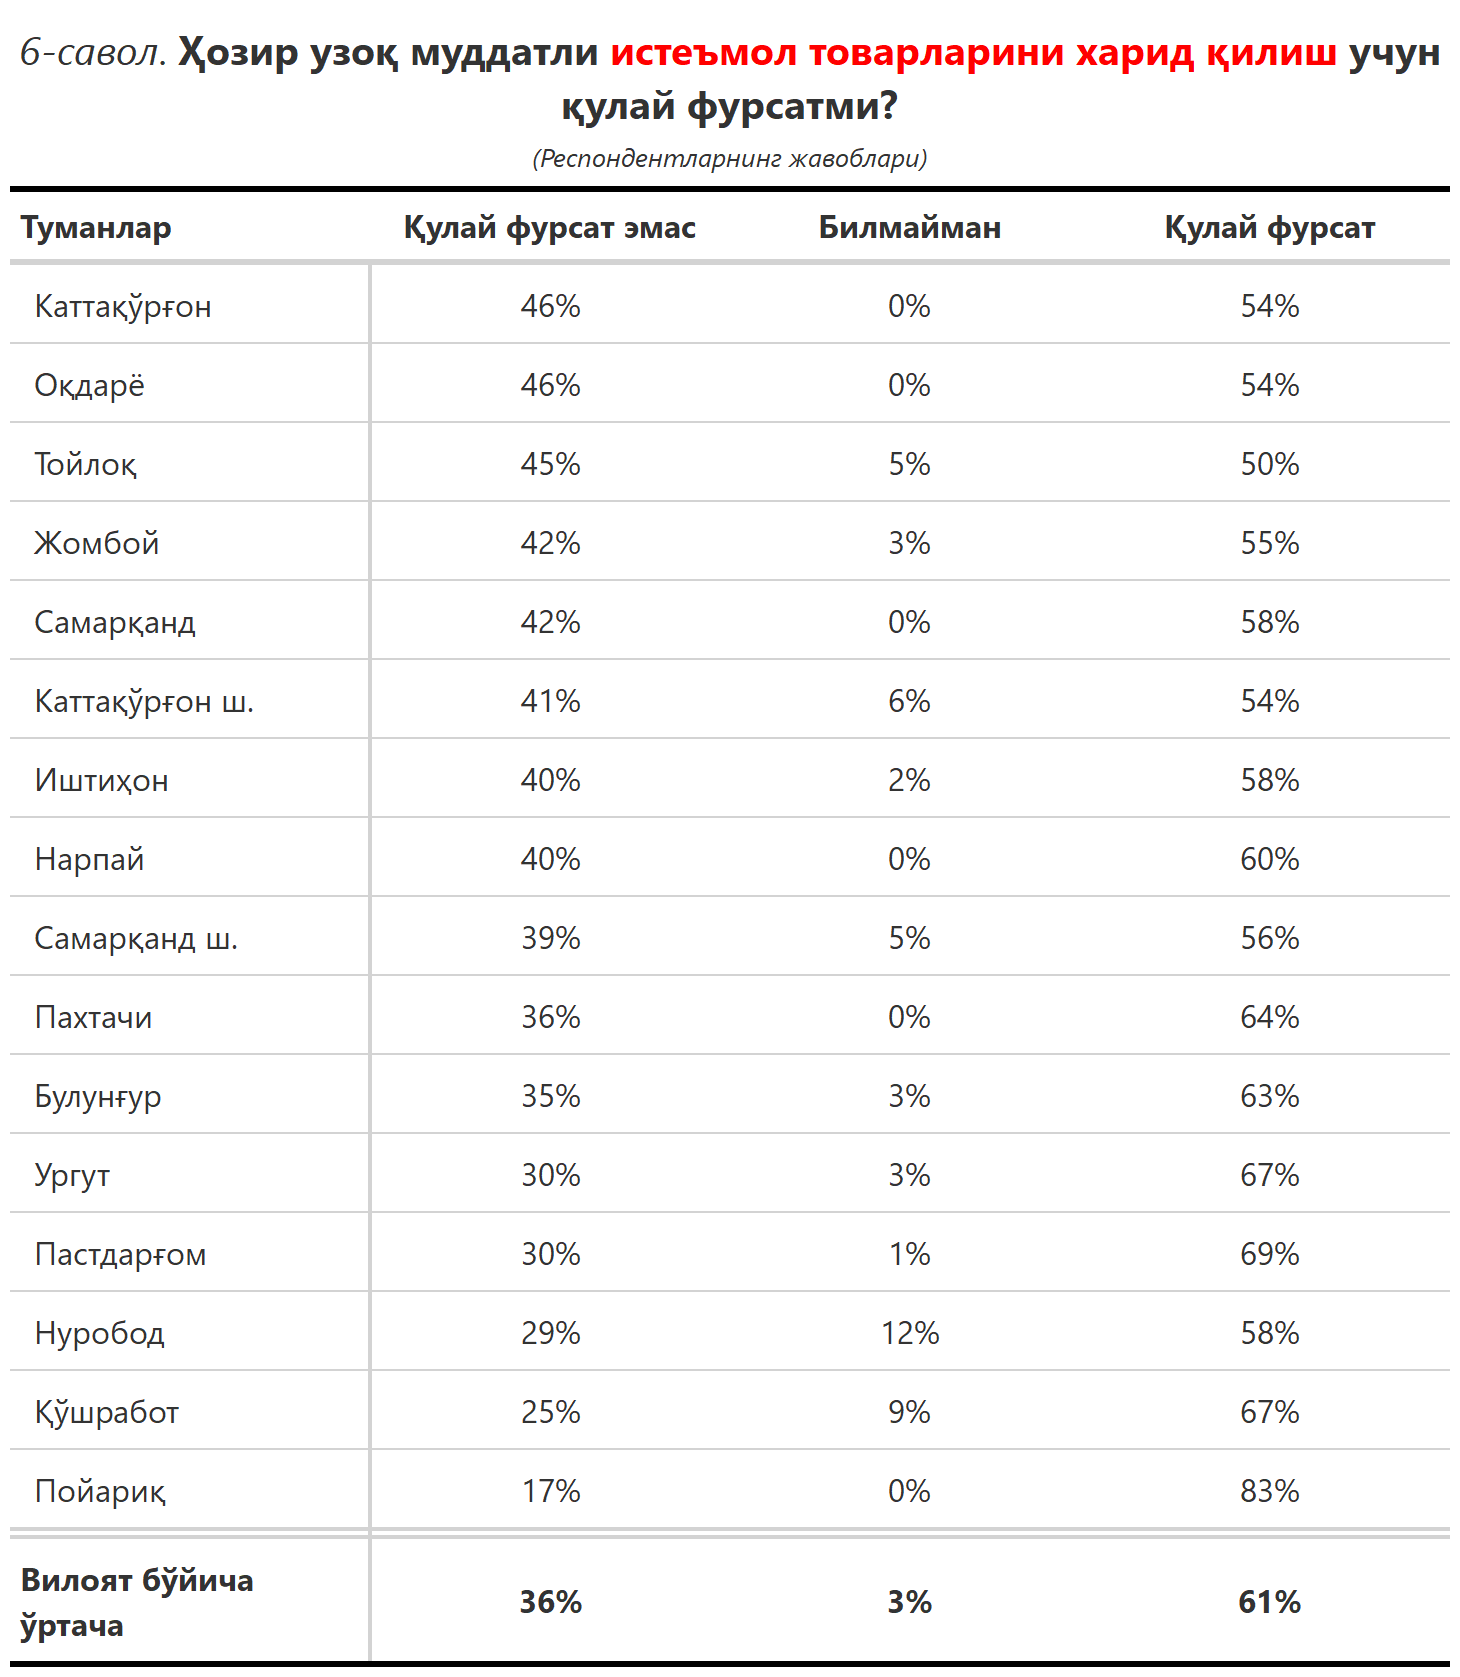 6-савол. Ҳозир узоқ муддатли истеъмол товарларини харид қилиш учун
қулай фурсатми?
(Респондентларнинг жавоблари)
Туманлар Қулай фурсат эмас Билмайман Қулай фурсат
Каттақўрғон 46% 0% 54%
Оқдарё 46% 0% 54%
Тойлоқ 45% 5% 50%
Жомбой 42% 3% 55%
Самарқанд 42% 0% 58%
Каттақўрғон ш. 41% 6% 54%
Иштиҳон 40% 2% 58%
Нарпай 40% 0% 60%
Самарқанд ш. 39% 5% 56%
Пахтачи 36% 0% 64%
Булунғур 35% 3% 63%
Ургут 30% 3% 67%
Пастдарғом 30% 1% 69%
Нуробод 29% 12% 58%
Қўшработ 25% 9% 67%
Пойариқ 17% 0% 83%
Вилоят бўйича
ўртача 36% 3% 61%